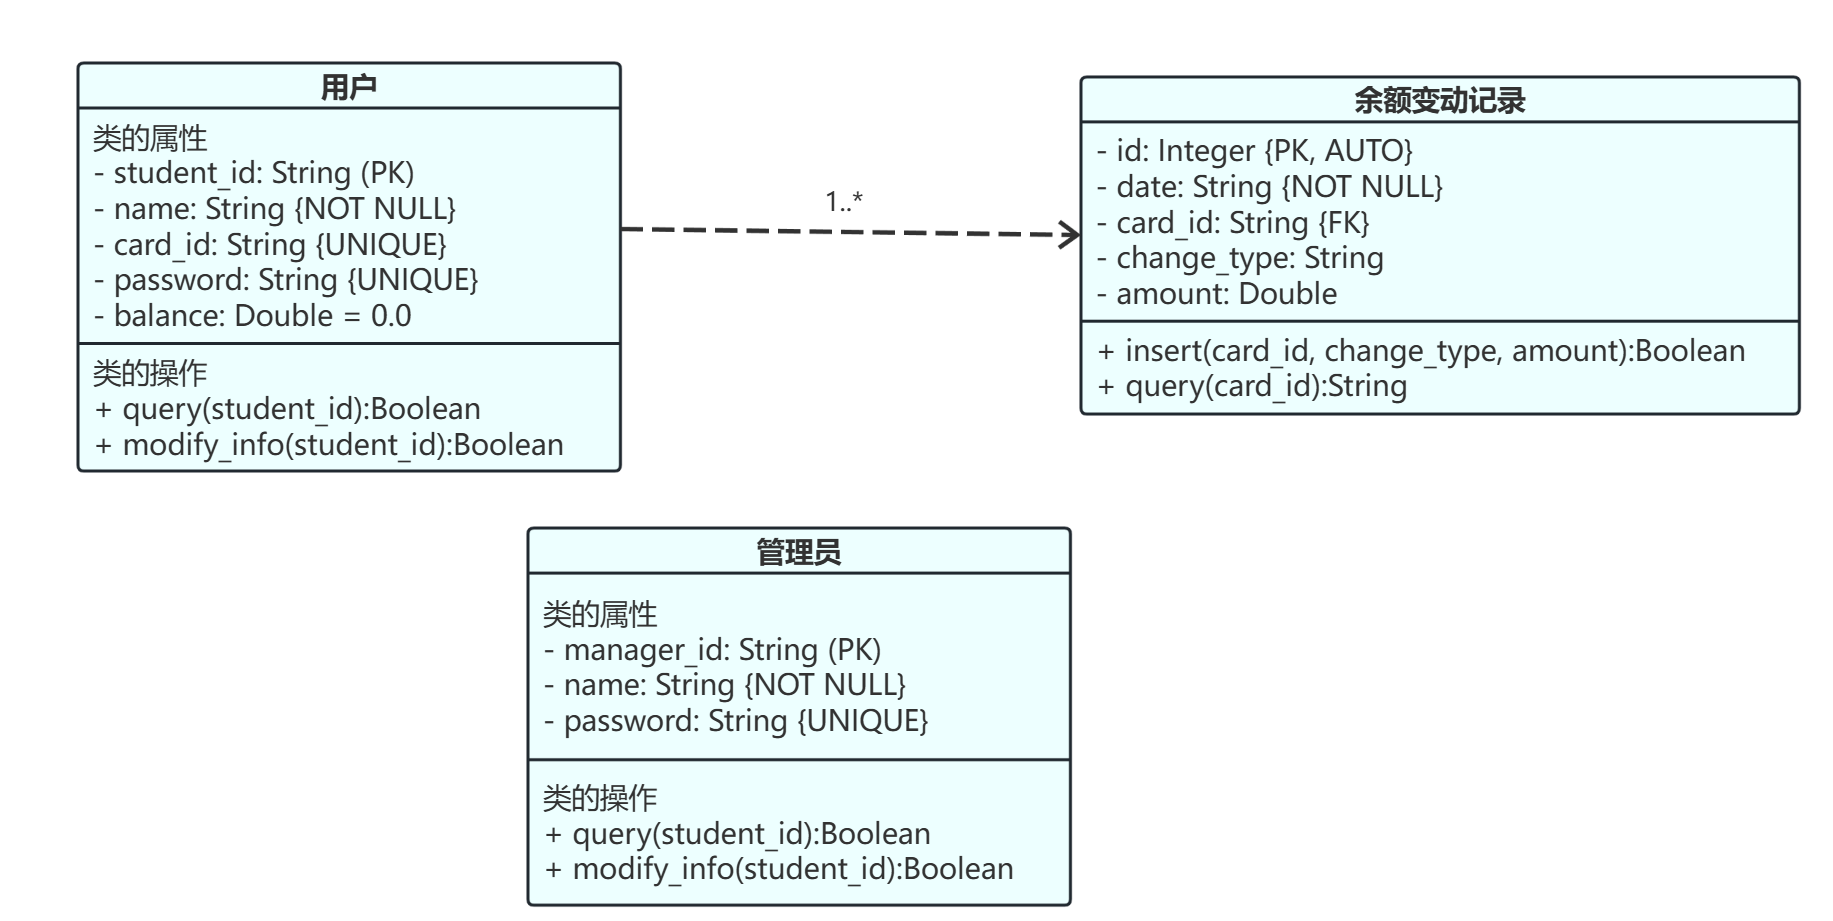 用户
类的属性
- student_id: String (PK)
- name: String {NOT NULL}
- card_id: String {UNIQUE}
- password: String {UNIQUE}
- balance: Double = 0.0
类的操作
+ query(student_id):Boolean
+ modify_info(student_id):Boolean
1..*
余额变动记录
- id: Integer {PK, AUTO}
- date: String {NOT NULL}
- card_id: String {FK}
- change_type: String
- amount: Double
+ insert(card_id, change_type, amount):Boolean
+ query(card_id):String
管理员
类的属性
- manager_id: String (PK)
- name: String {NOT NULL}
- password: String {UNIQUE}
类的操作
+ query(student_id):Boolean
+ modify_info(student_id):Boolean